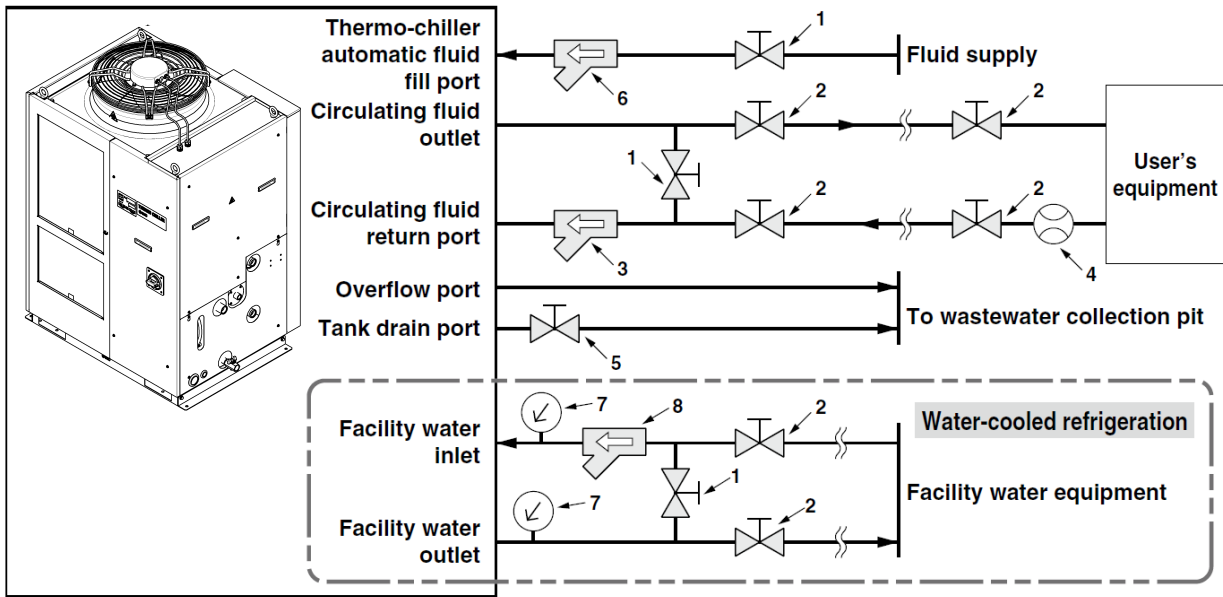 Thermo-chiller
automatic fluid
fill port
1
Fluid supply
6
Circulating fluid
outlet
2
2
1
User's
equipment
Circulating fluid
return port
2
2
3
4
Overflow port
Tank drain port
5
To wastewater collection pit
7
8
2
Water-cooled refrigeration
Facility water
inlet
1
Facility water equipment
7
2
Facility water
outlet